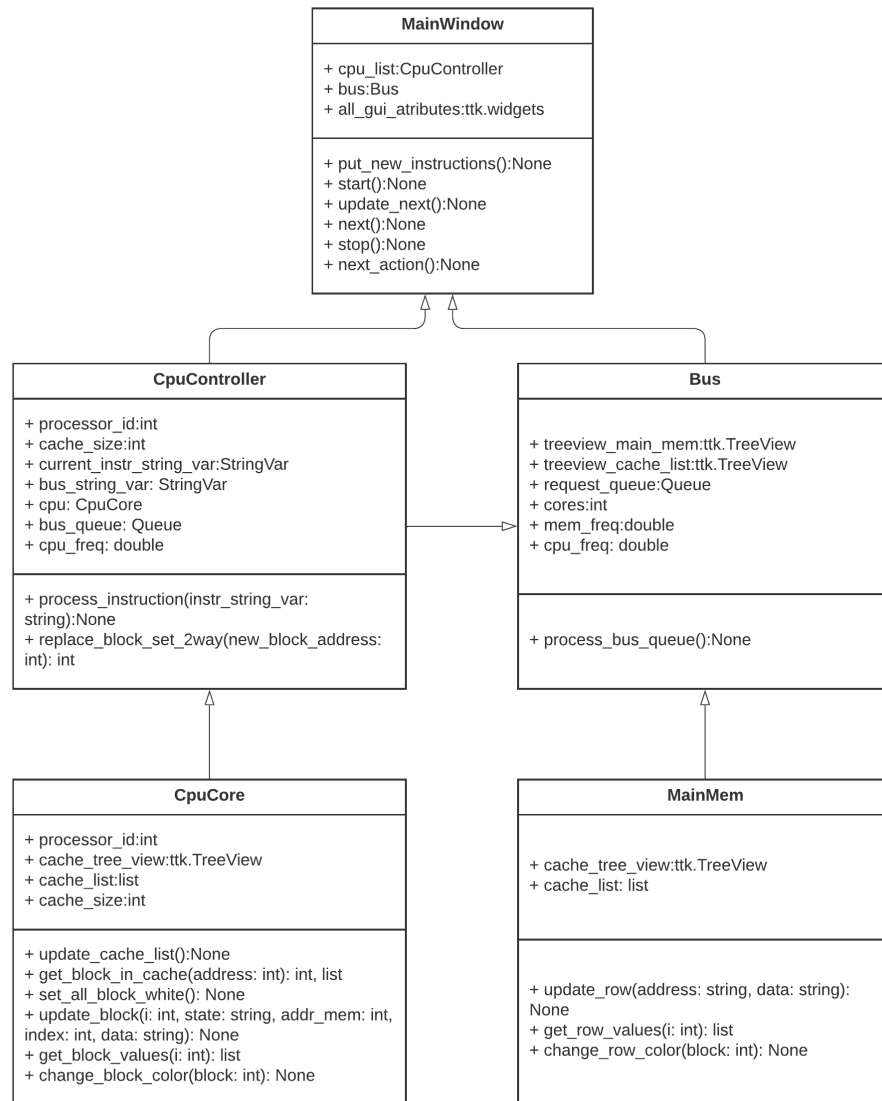 MainWindow
+ cpu_list:CpuController
+ bus:Bus
+ all_gui_atributes:ttk.widgets
+ put_new_instructions():None
+ start():None
+ update_next():None
+ next():None
+ stop():None
+ next_action():None
CpuController
+ processor_id:int
+ cache_size:int
+ current_instr_string_var:StringVar
+ bus_string_var: StringVar
+ cpu: CpuCore
+ bus_queue: Queue
+ cpu_freq: double
+ process_instruction(instr_string_var:
string):None
+ replace_block_set_2way(new_block_address:
int): int
Bus
+ treeview_main_mem:ttk.TreeView
+ treeview_cache_list:ttk.TreeView
+ request_queue:Queue
+ cores:int
+ mem_freq:double
+ cpu_freq: double
+ process_bus_queue():None
CpuCore
+ processor_id:int
+ cache_tree_view:ttk.TreeView
+ cache_list:list
+ cache_size:int
+ update_cache_list():None
+ get_block_in_cache(address: int): int, list
+ set_all_block_white(): None
+ update_block(i: int, state: string, addr_mem: int,
index: int, data: string): None
+ get_block_values(i: int): list
+ change_block_color(block: int): None
MainMem
+ cache_tree_view:ttk.TreeView
+ cache_list: list
+ update_row(address: string, data: string):
None
+ get_row_values(i: int): list
+ change_row_color(block: int): None